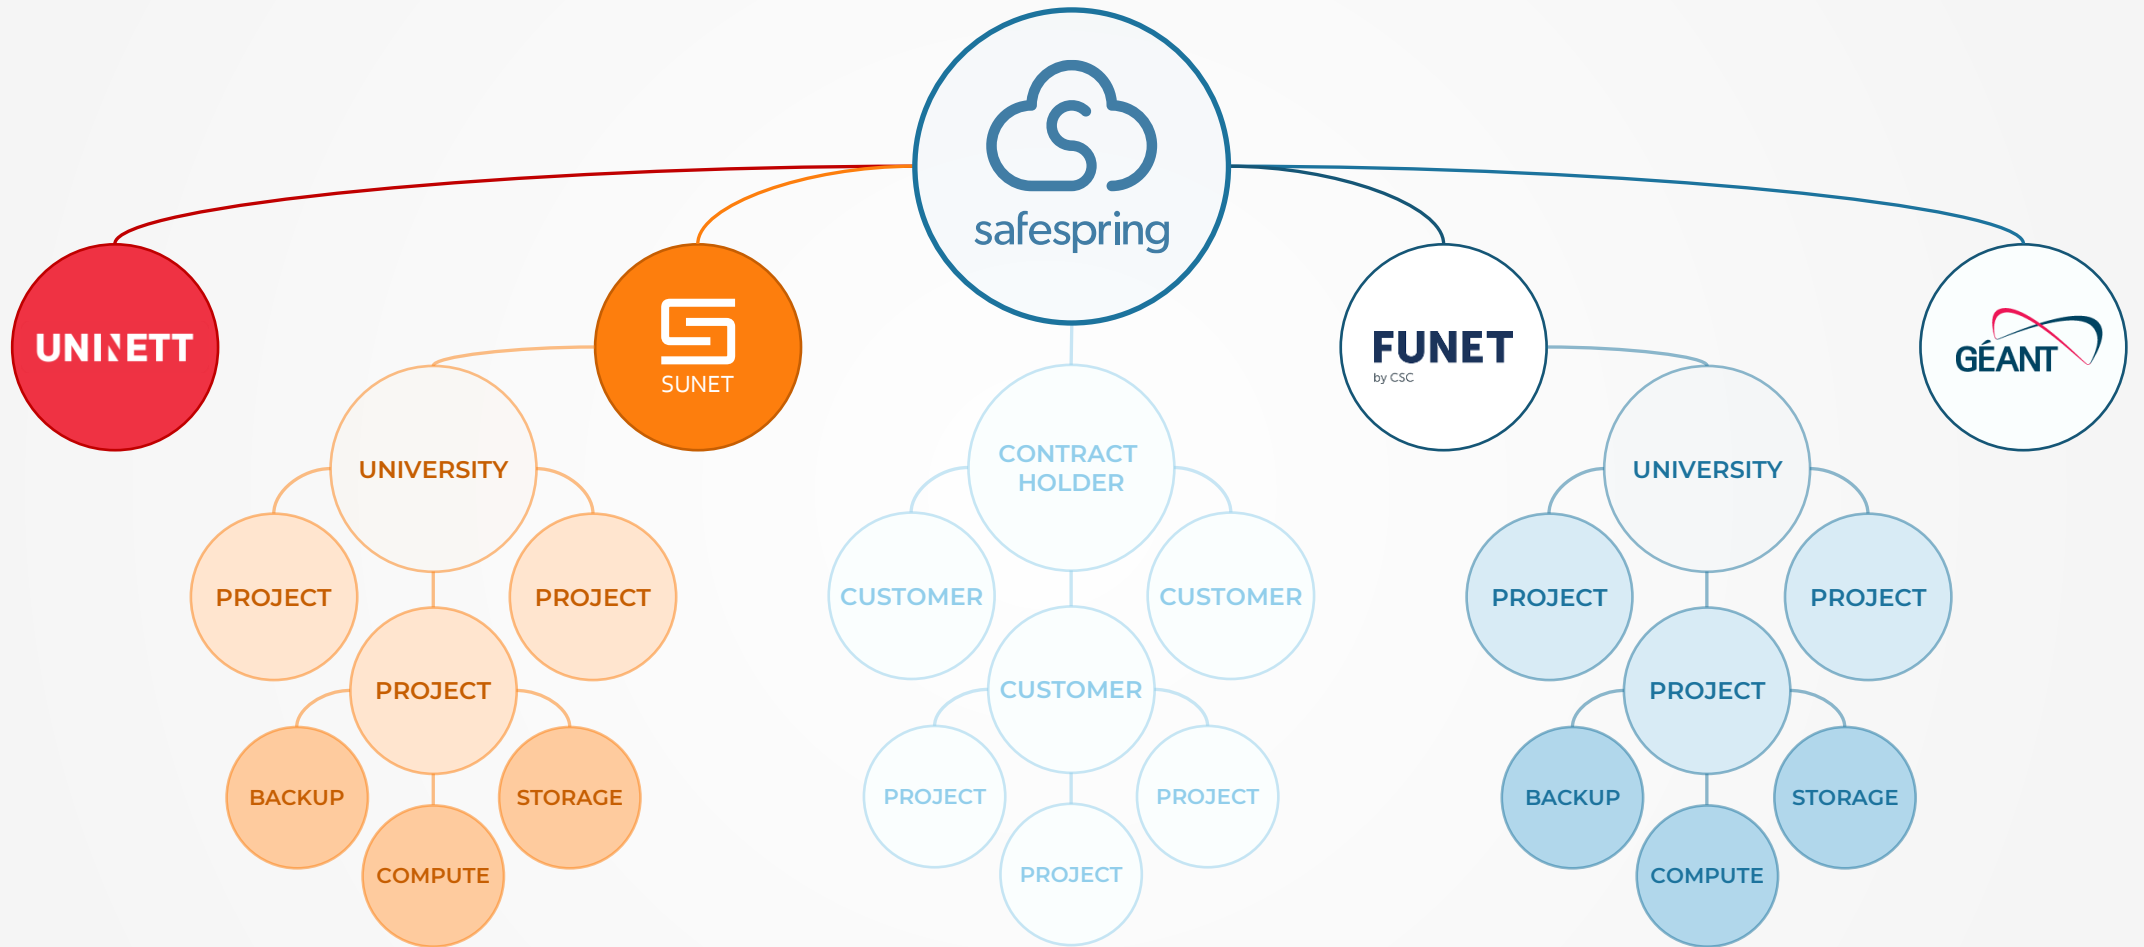 safespring
UNINETT
SUNET
FUNET
by CSC
GÉANT
UNIVERSITY
PROJECT
PROJECT
PROJECT
BACKUP
STORAGE
COMPUTE
CONTRACT
HOLDER
CUSTOMER
CUSTOMER
CUSTOMER
PROJECT
PROJECT
PROJECT
UNIVERSITY
PROJECT
PROJECT
PROJECT
BACKUP
STORAGE
COMPUTE